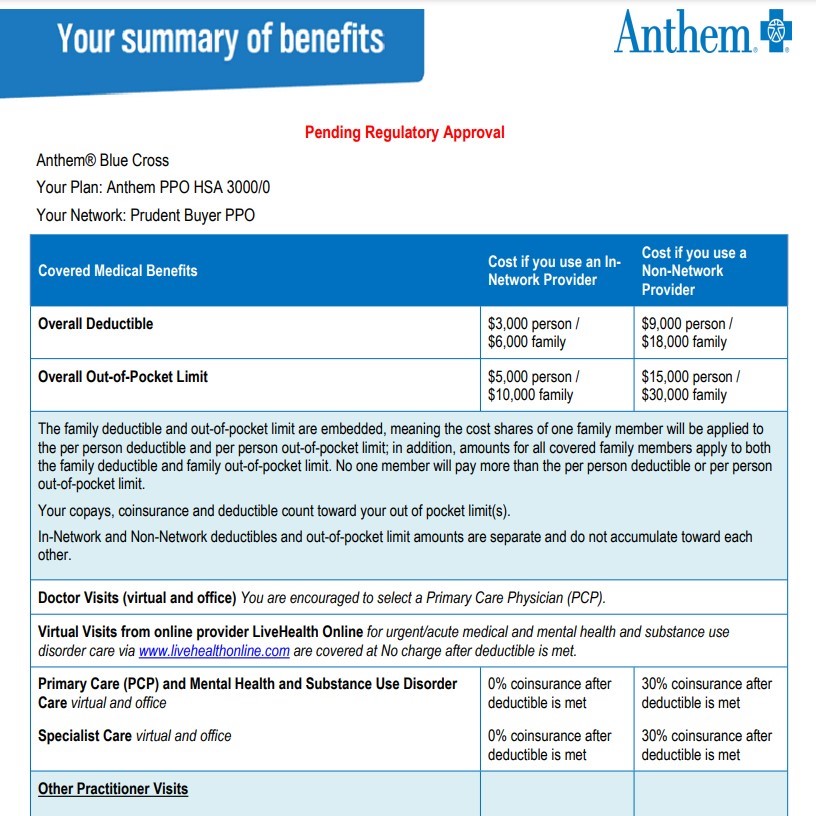 Your summary of benefits
Anthem®
Pending Regulatory Approval
Anthem® Blue Cross
Your Plan: Anthem PPO HSA 3000/0
Your Network: Prudent Buyer PPO
Covered Medical Benefits
Cost if you use an In-
Network Provider
Cost if you use a
Non-Network
Provider
Overall Deductible
$3,000 person /
$6,000 family
$9,000 person /
$18,000 family
Overall Out-of-Pocket Limit
$5,000 person /
$10,000 family
$15,000 person /
$30,000 family
The family deductible and out-of-pocket limit are embedded, meaning the cost shares of one family member will be applied to
the per person deductible and per person out-of-pocket limit; in addition, amounts for all covered family members apply to both
the family deductible and family out-of-pocket limit. No one member will pay more than the per person deductible or per person
out-of-pocket limit.
Your copays, coinsurance and deductible count toward your out of pocket limit(s).
In-Network and Non-Network deductibles and out-of-pocket limit amounts are separate and do not accumulate toward each
other.
Doctor Visits (virtual and office) You are encouraged to select a Primary Care Physician (PCP).
Virtual Visits from online provider LiveHealth Online for urgent/acute medical and mental health and substance use
disorder care via www.livehealthonline.com are covered at No charge after deductible is met.
Primary Care (PCP) and Mental Health and Substance Use Disorder
Care virtual and office
0% coinsurance after
deductible is met
30% coinsurance after
deductible is met
Specialist Care virtual and office
0% coinsurance after
deductible is met
30% coinsurance after
deductible is met
Other Practitioner Visits